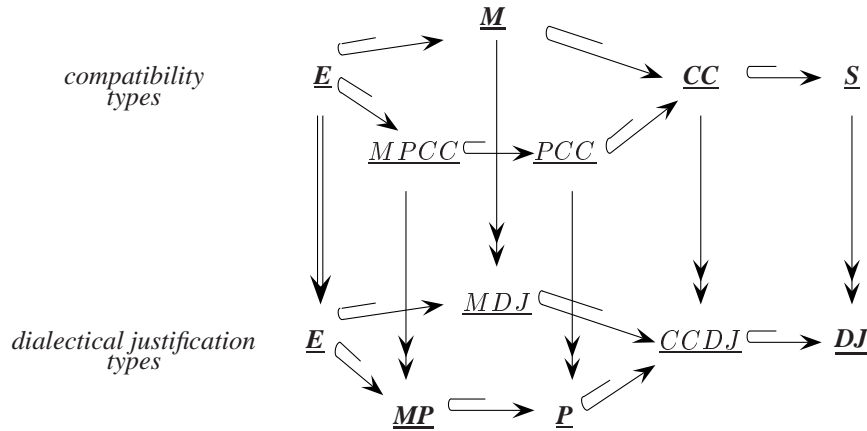 M
compatibility
types
E
CC
S
MPCC
PCC
MDJ
dialectical justification
types
E
CCDJ
DJ
MP
P